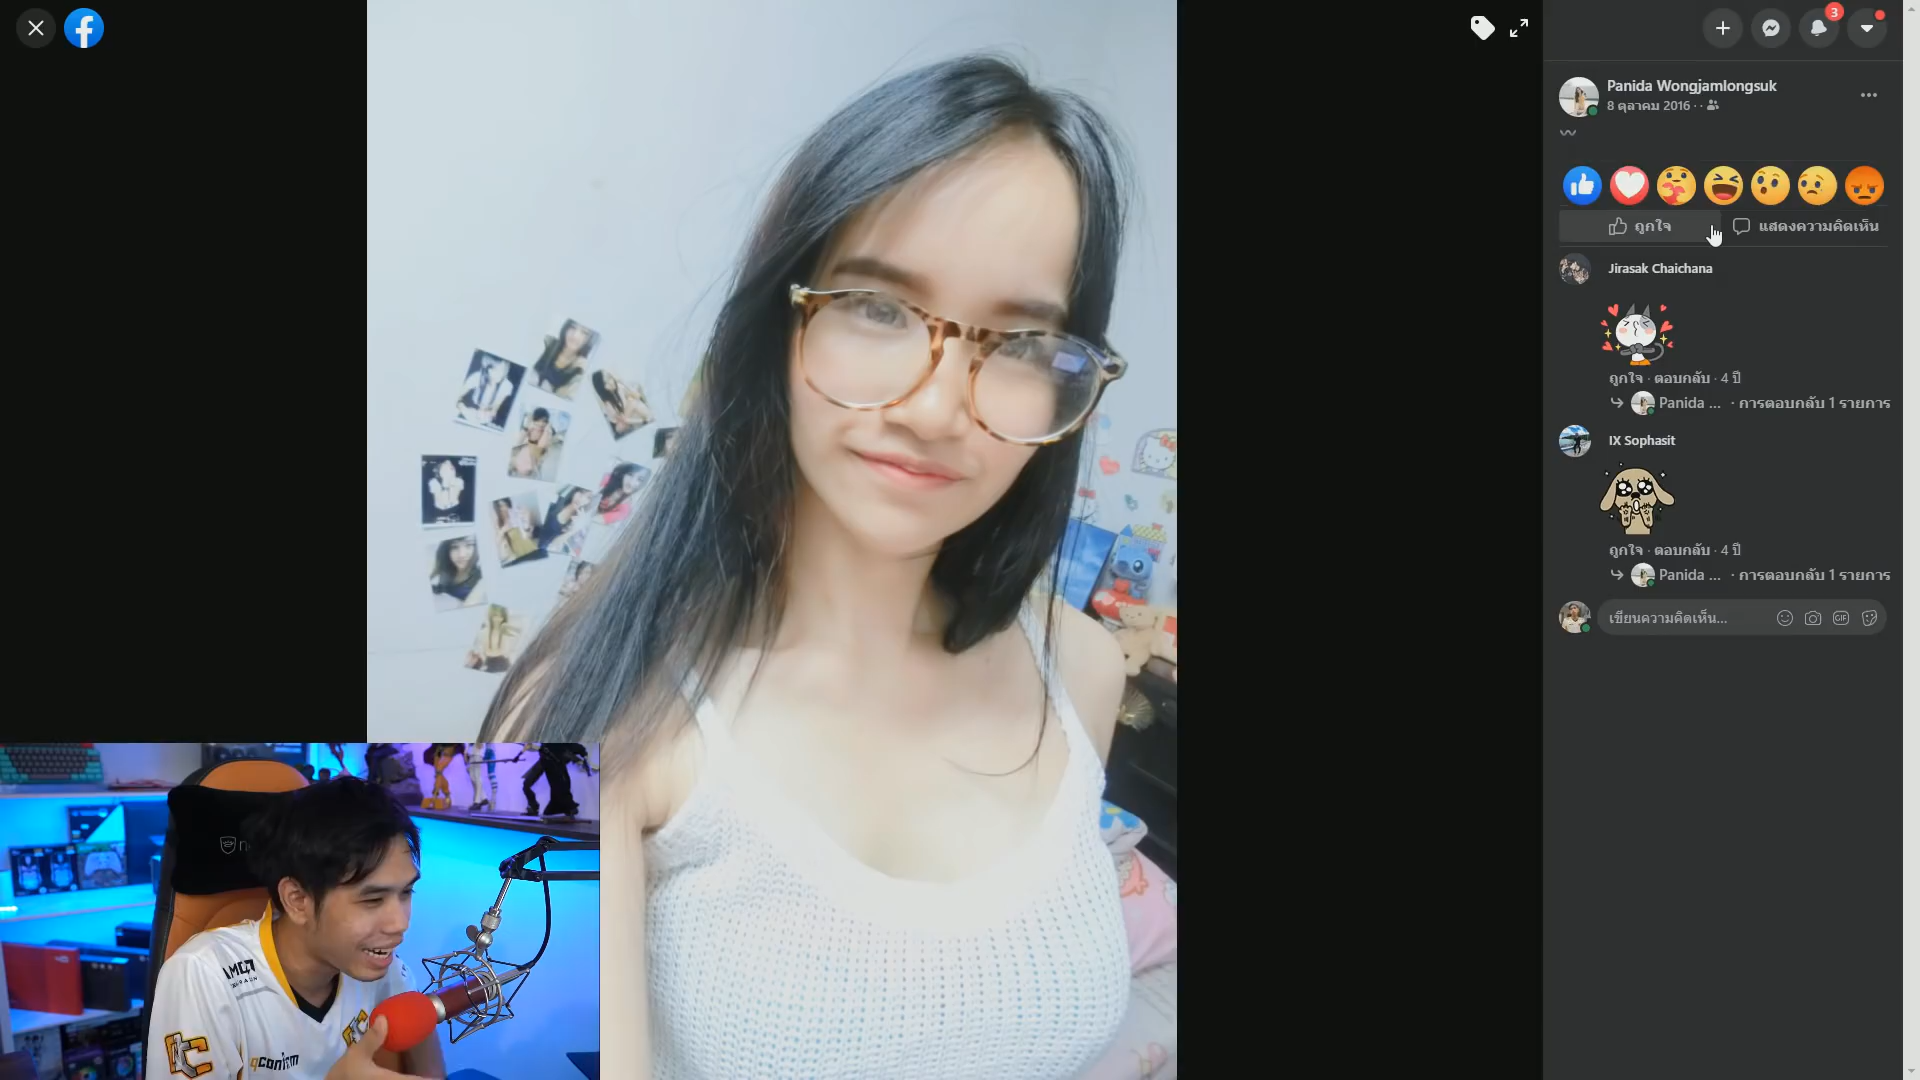 3
Panida Wongjamlongsuk
8 ตุลาคม 2016 ·
ถูกใจ
แสดงความคิดเห็น
Jirasak Chaichana
ถูกใจ · ตอบกลับ · 4 ปี
Panida ... · การตอบกลับ 1 รายการ
IX Sophasit
ถูกใจ · ตอบกลับ · 4 ปี
Panida ... · การตอบกลับ 1 รายการ
เขียนความคิดเห็น...
GIF
AMD
qconfirm